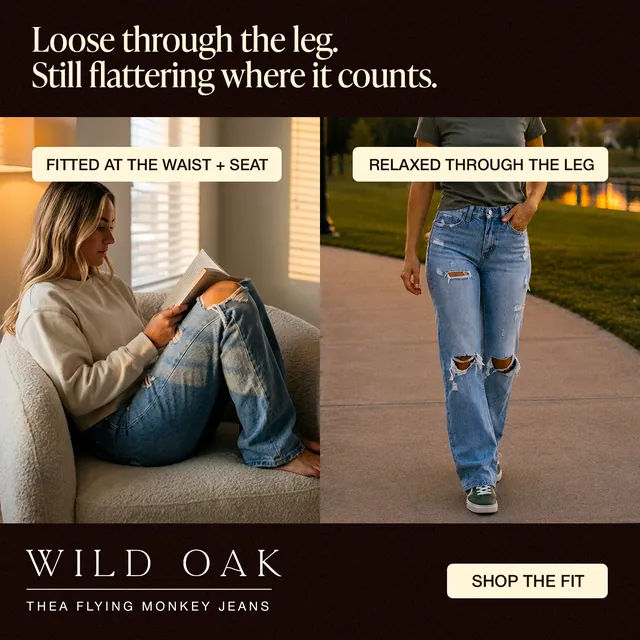 Loose through the leg.
Still flattering where it counts.
FITTED AT THE WAIST + SEAT
RELAXED THROUGH THE LEG
WILD OAK
THEA FLYING MONKEY JEANS
SHOP THE FIT